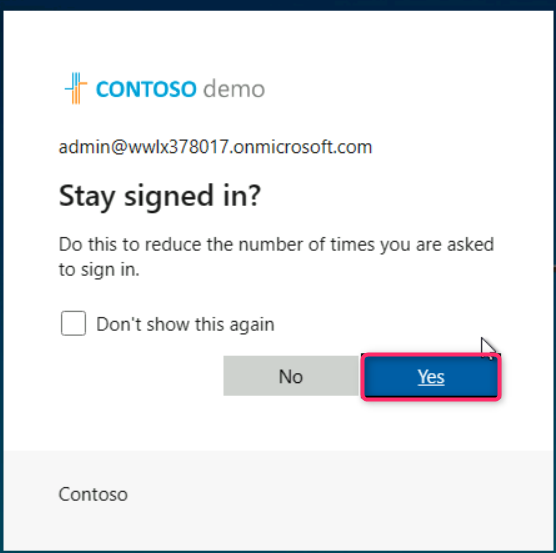 CONTOSO demo
admin@wwlx378017.onmicrosoft.com
Stay signed in?
Do this to reduce the number of times you are asked
to sign in.
Don't show this again
No
Yes
Contoso